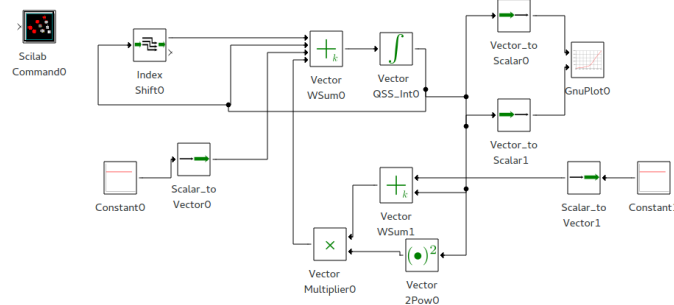 Scilab
Command0
Index
Shift0
+k
Vector
WSum0
∫
Vector
QSS_Int0
Vector_to
Scalar0
GnuPlot0
Vector_to
Scalar1
Constant0
Scalar_to
Vector0
+k
Vector
WSum1
Scalar_to
Vector1
Constant1
×
Vector
Multiplier0
(●)2
Vector
2Pow0